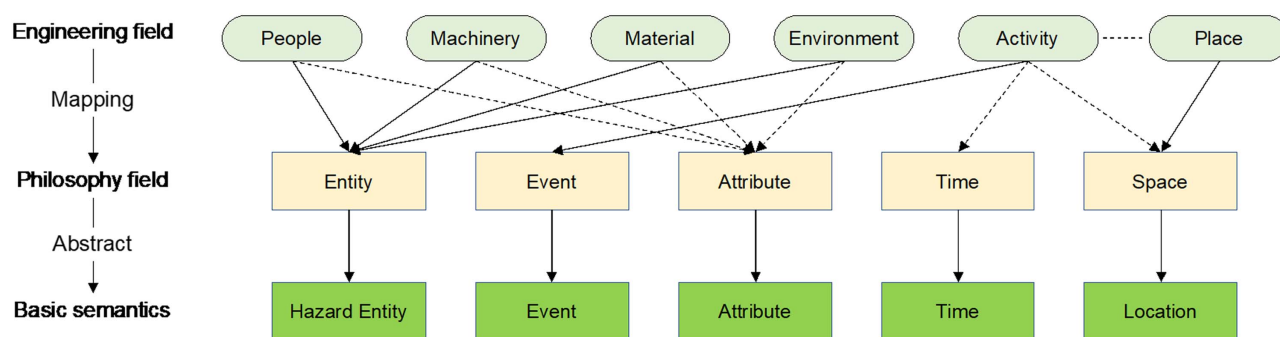 Engineering field
People
Machinery
Material
Environment
Activity
Place
Mapping
Philosophy field
Entity
Event
Attribute
Time
Space
Abstract
Basic semantics
Hazard Entity
Event
Attribute
Time
Location